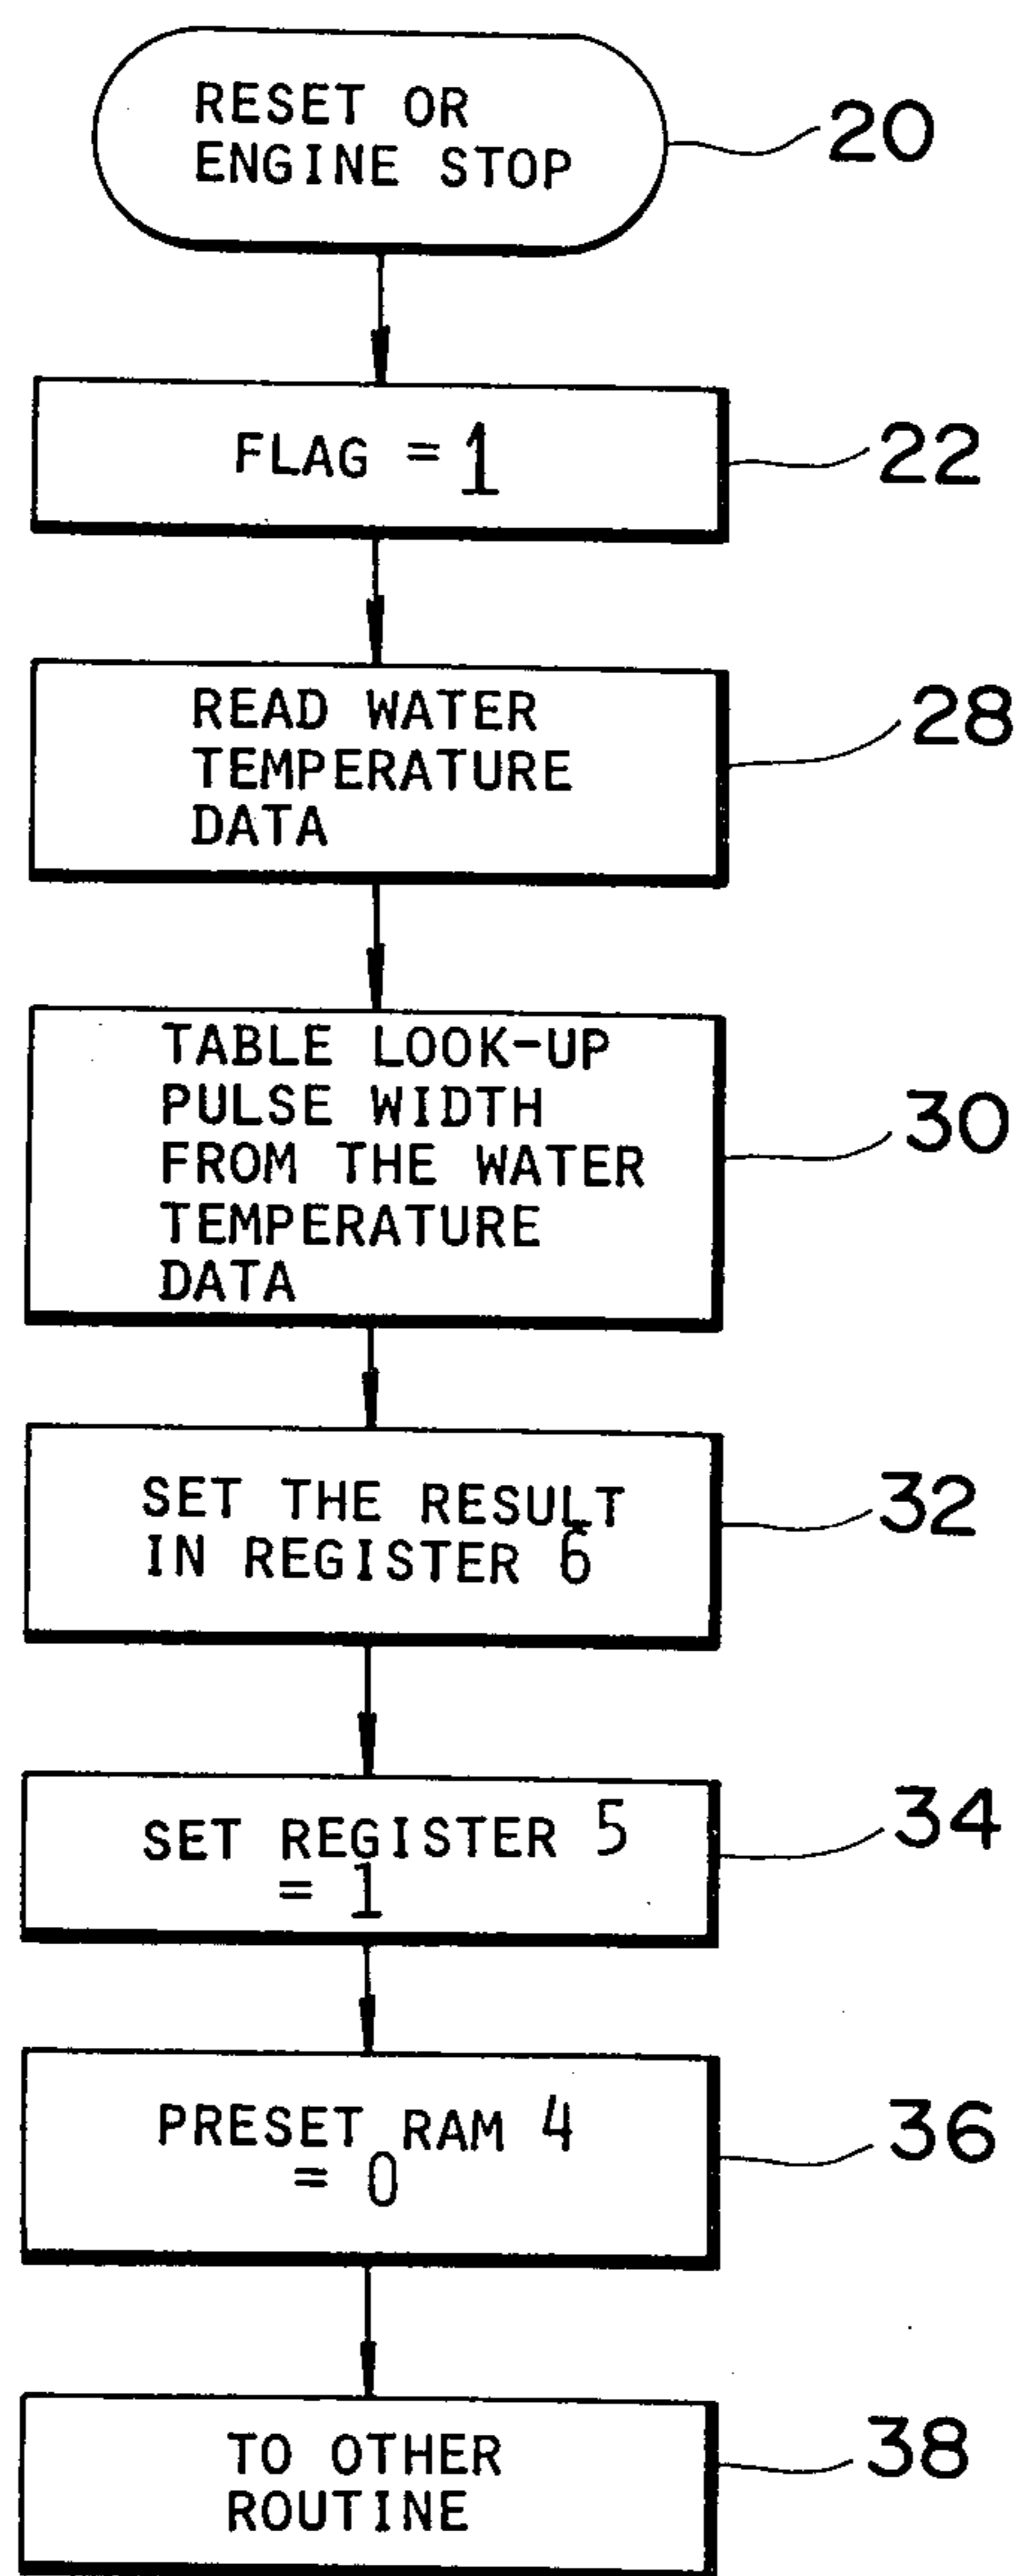 RESET OR
ENGINE STOP
20
FLAG = 1
22
READ WATER
TEMPERATURE
DATA
28
TABLE LOOK-UP
PULSE WIDTH
FROM THE WATER
TEMPERATURE
DATA
30
SET THE RESULT
IN REGISTER 6
32
SET REGISTER 5
= 1
34
PRESET RAM 4
= 0
36
TO OTHER
ROUTINE
38